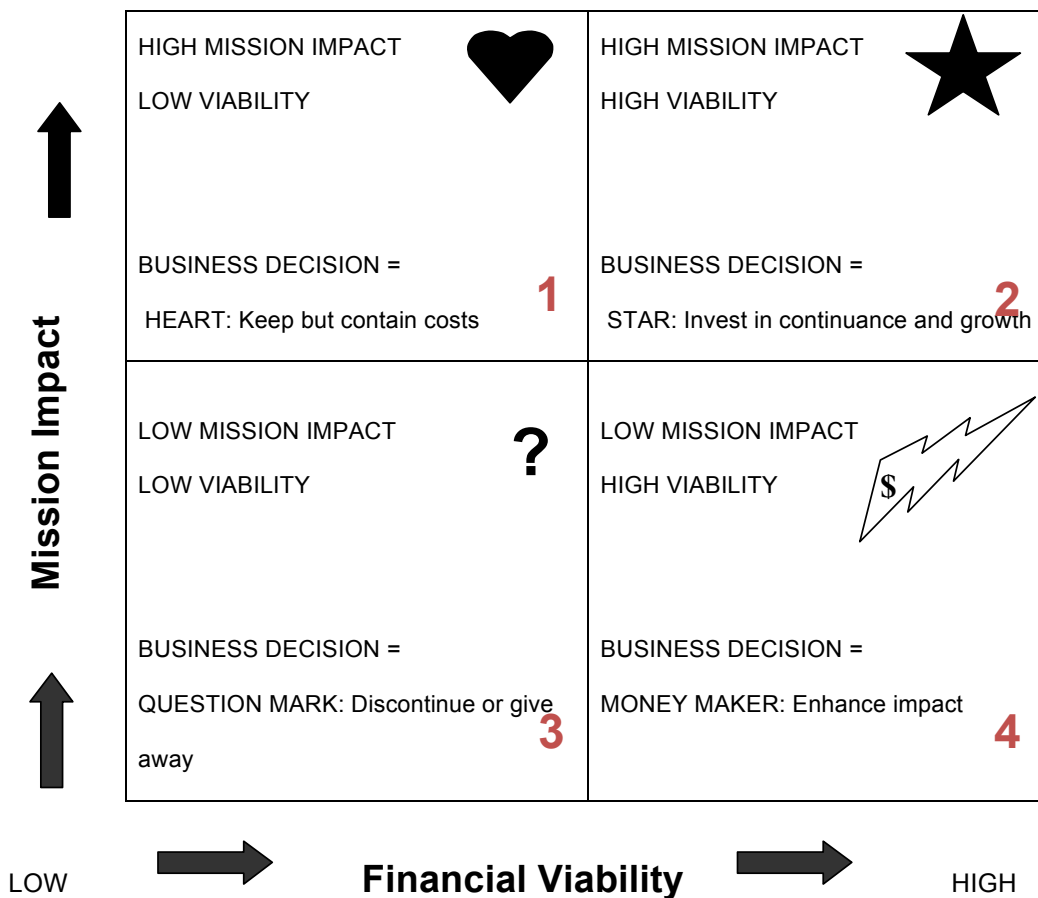 HIGH MISSION IMPACT
LOW VIABILITY
BUSINESS DECISION =
1
HEART: Keep but contain costs
HIGH MISSION IMPACT
HIGH VIABILITY
BUSINESS DECISION =
2
STAR: Invest in continuance and growth
Mission Impact
LOW MISSION IMPACT
?
LOW VIABILITY
BUSINESS DECISION =
QUESTION MARK: Discontinue or give
3
away
LOW MISSION IMPACT
HIGH VIABILITY
$
BUSINESS DECISION =
MONEY MAKER: Enhance impact
4
LOW
Financial Viability
HIGH